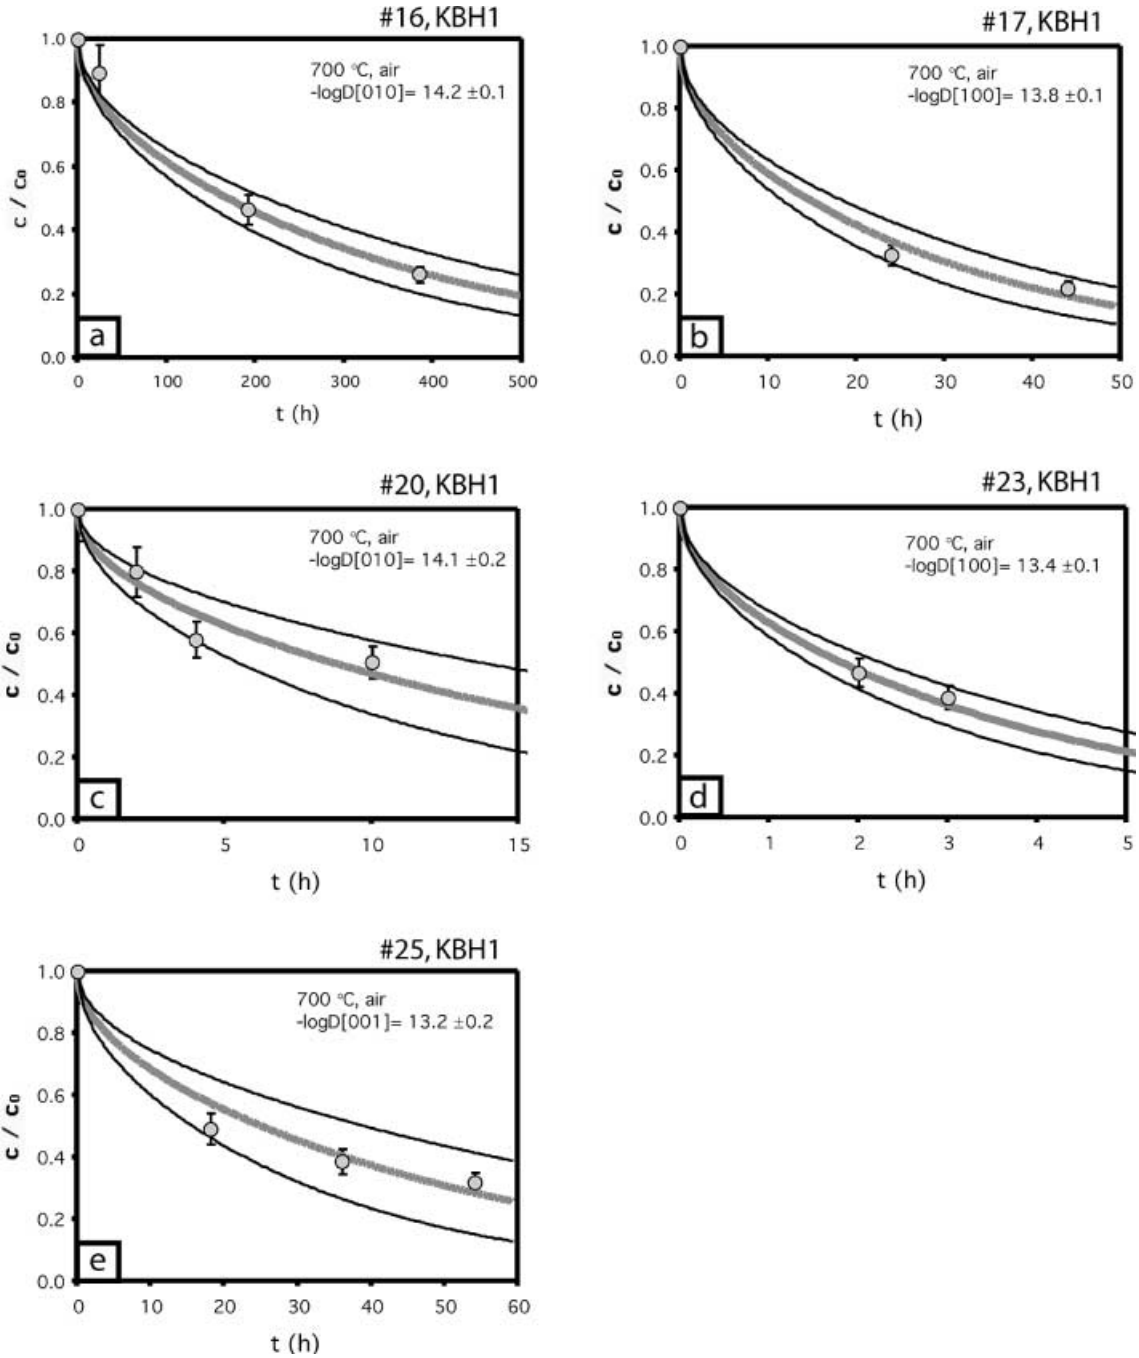 #16, KBH1
1.0
700 °C, air
-logD[010]= 14.2 ±0.1
0.8
0.6
c / c0
0.4
0.2
a
0.0
0 100 200 300 400 500
t (h)
#17, KBH1
1.0
700 °C, air
-logD[100]= 13.8 ±0.1
0.8
0.6
c / c0
0.4
0.2
b
0.0
0 10 20 30 40 50
t (h)
#20, KBH1
1.0
700 °C, air
-logD[010]= 14.1 ±0.2
0.8
0.6
c / c0
0.4
0.2
c
0.0
0 5 10 15
t (h)
#23, KBH1
1.0
700 °C, air
-logD[100]= 13.4 ±0.1
0.8
0.6
c / c0
0.4
0.2
d
0.0
0 1 2 3 4 5
t (h)
#25, KBH1
1.0
700 °C, air
-logD[001]= 13.2 ±0.2
0.8
0.6
c / c0
0.4
0.2
e
0.0
0 10 20 30 40 50 60
t (h)